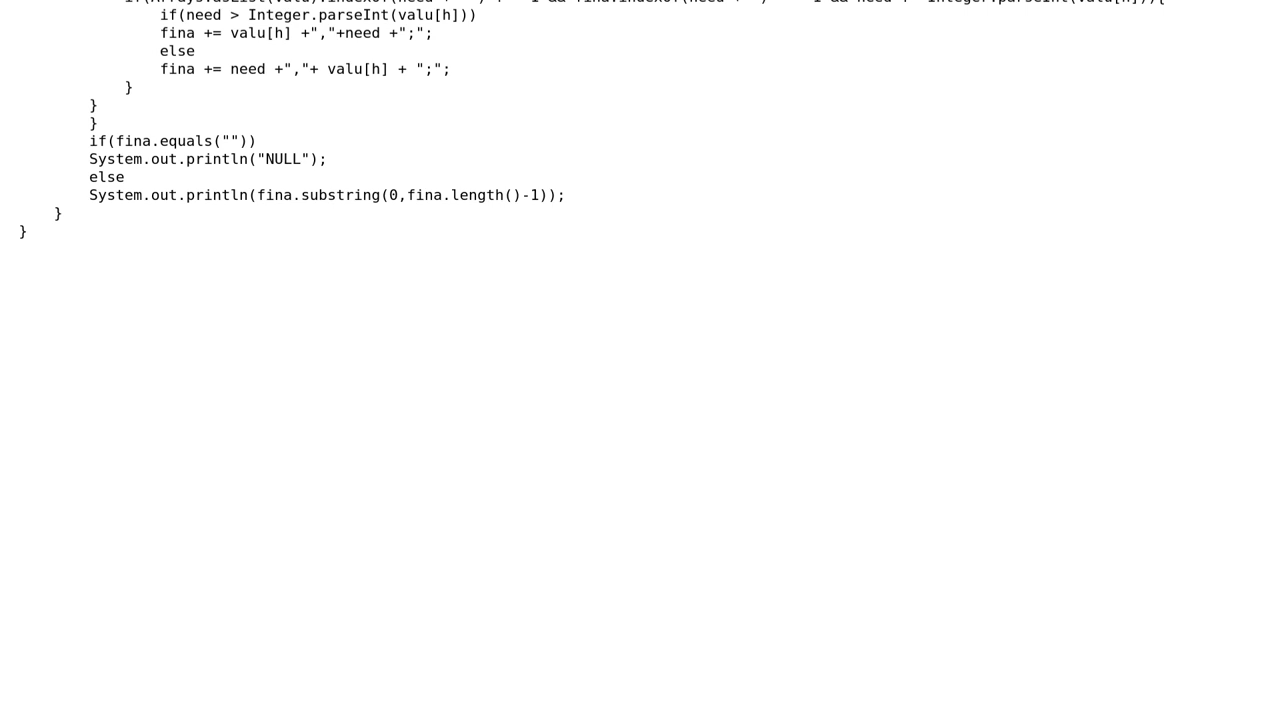 if(need > Integer.parseInt(valu[h]))
fina += valu[h] +","+need +";";
else
fina += need +","+ valu[h] + ";";
}
}
}
if(fina.equals(""))
System.out.println("NULL");
else
System.out.println(fina.substring(0,fina.length()-1));
}
}